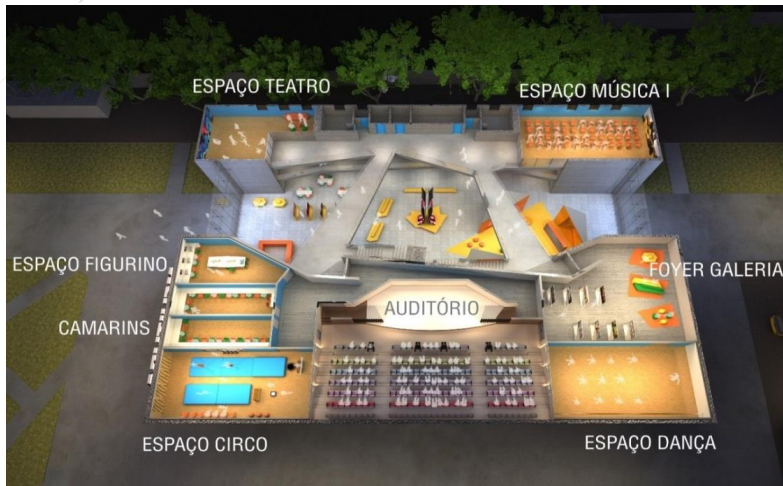 ESPAÇO TEATRO
ESPAÇO MÚSICA I
ESPAÇO FIGURINO
FOYER GALERIA
AUDITÓRIO
CAMARINS
ESPAÇO CIRCO
ESPAÇO DANÇA